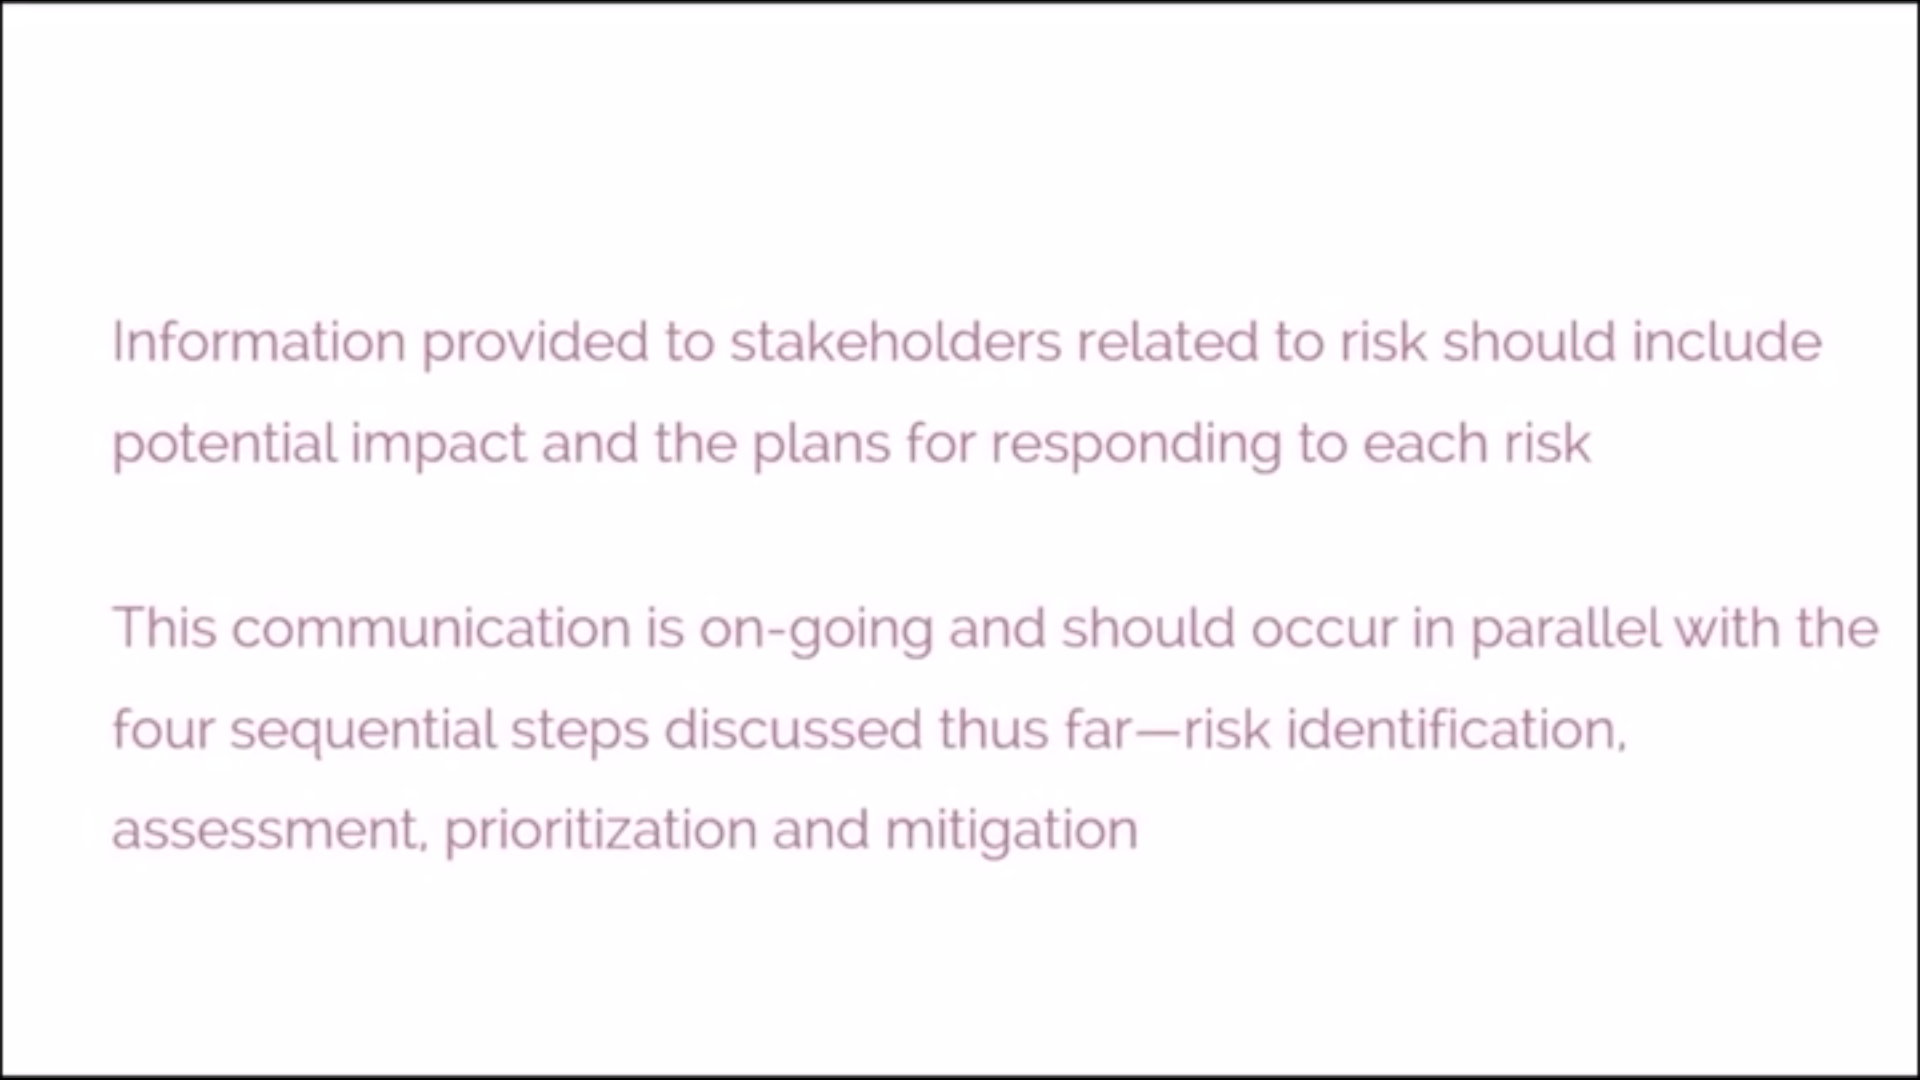 Information provided to stakeholders related to risk should include
potential impact and the plans for responding to each risk
This communication is on-going and should occur in parallel with the
four sequential steps discussed thus far—risk identification,
assessment, prioritization and mitigation